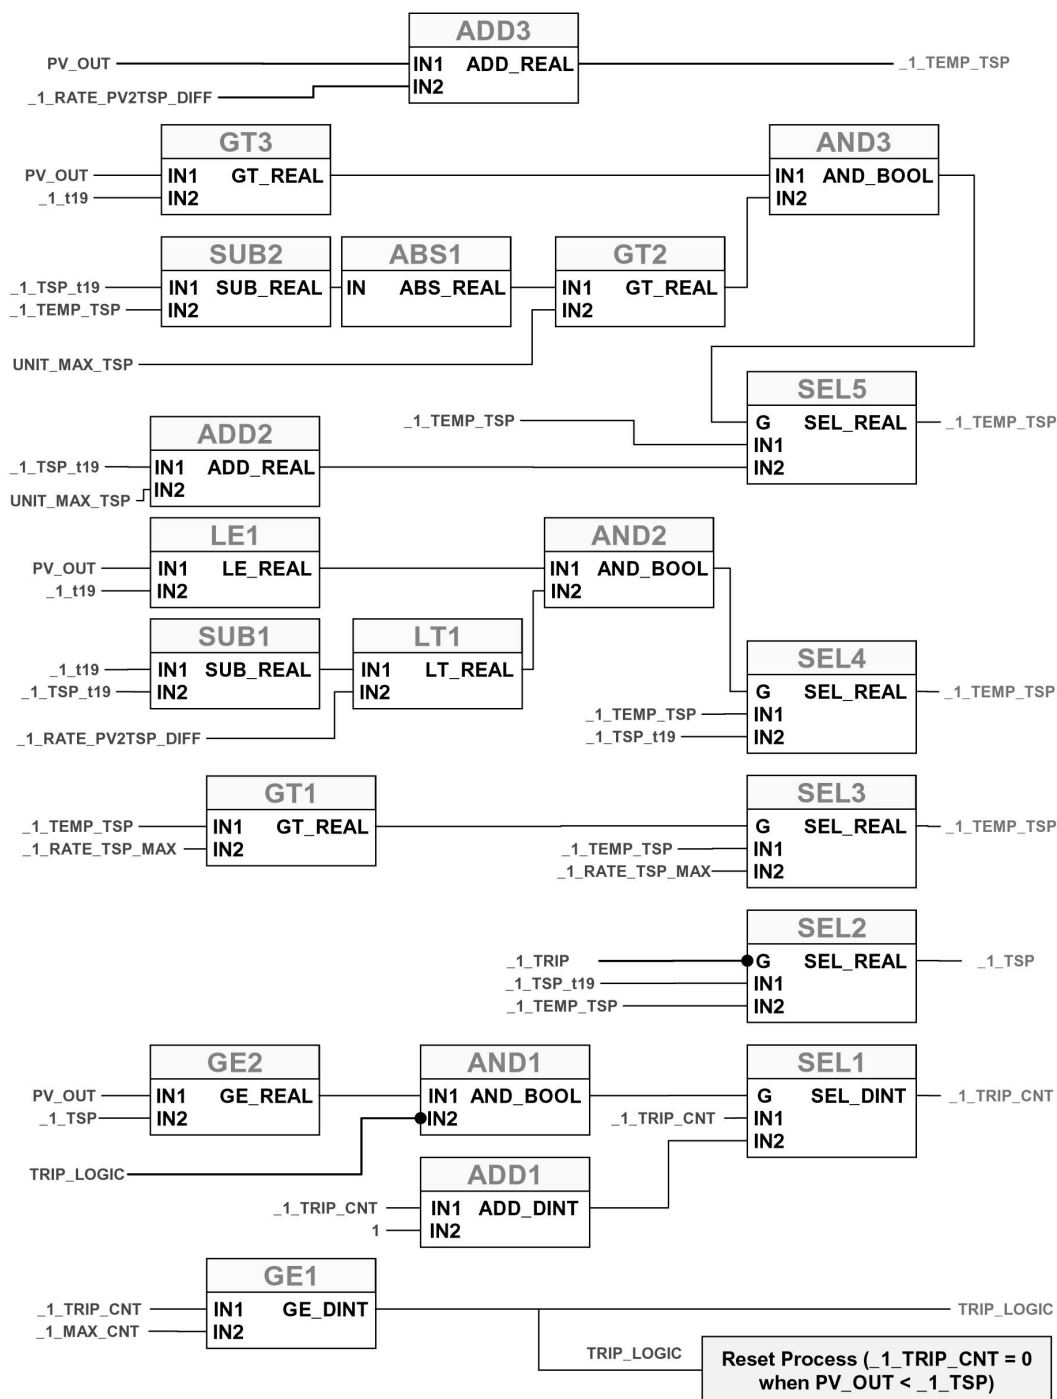 ADD3
PV_OUT IN1 ADD_REAL _1_TEMP_TSP
_1_RATE_PV2TSP_DIFF IN2
GT3 AND3
PV_OUT IN1 GT_REAL IN1 AND_BOOL
_1_t19 IN2 IN2
SUB2 ABS1 GT2
_1_TSP_t19 IN1 SUB_REAL IN ABS_REAL IN1 GT_REAL
_1_TEMP_TSP IN2 IN2
UNIT_MAX_TSP
SEL5
_1_TEMP_TSP G SEL_REAL _1_TEMP_TSP
IN1
ADD2
_1_TSP_t19 IN1 ADD_REAL IN2
UNIT_MAX_TSP IN2
LE1 AND2
PV_OUT IN1 LE_REAL IN1 AND_BOOL
_1_t19 IN2 IN2
SUB1 LT1
_1_t19 IN1 SUB_REAL IN1 LT_REAL
_1_TSP_t19 IN2 IN2
SEL4
G SEL_REAL _1_TEMP_TSP
_1_TEMP_TSP IN1
_1_RATE_PV2TSP_DIFF _1_TSP_t19 IN2
GT1 SEL3
_1_TEMP_TSP IN1 GT_REAL G SEL_REAL _1_TEMP_TSP
_1_RATE_TSP_MAX IN2 _1_TEMP_TSP IN1
_1_RATE_TSP_MAX IN2
SEL2
_1_TRIP G SEL_REAL _1_TSP
_1_TSP_t19 IN1
_1_TEMP_TSP IN2
GE2 AND1 SEL1
PV_OUT IN1 GE_REAL IN1 AND_BOOL G SEL_DINT _1_TRIP_CNT
_1_TSP IN2 IN2 _1_TRIP_CNT IN1
IN2
TRIP_LOGIC
ADD1
_1_TRIP_CNT IN1 ADD_DINT
1 IN2
GE1
_1_TRIP_CNT IN1 GE_DINT TRIP_LOGIC
_1_MAX_CNT IN2
TRIP_LOGIC Reset Process (_1_TRIP_CNT = 0
when PV_OUT < _1_TSP)